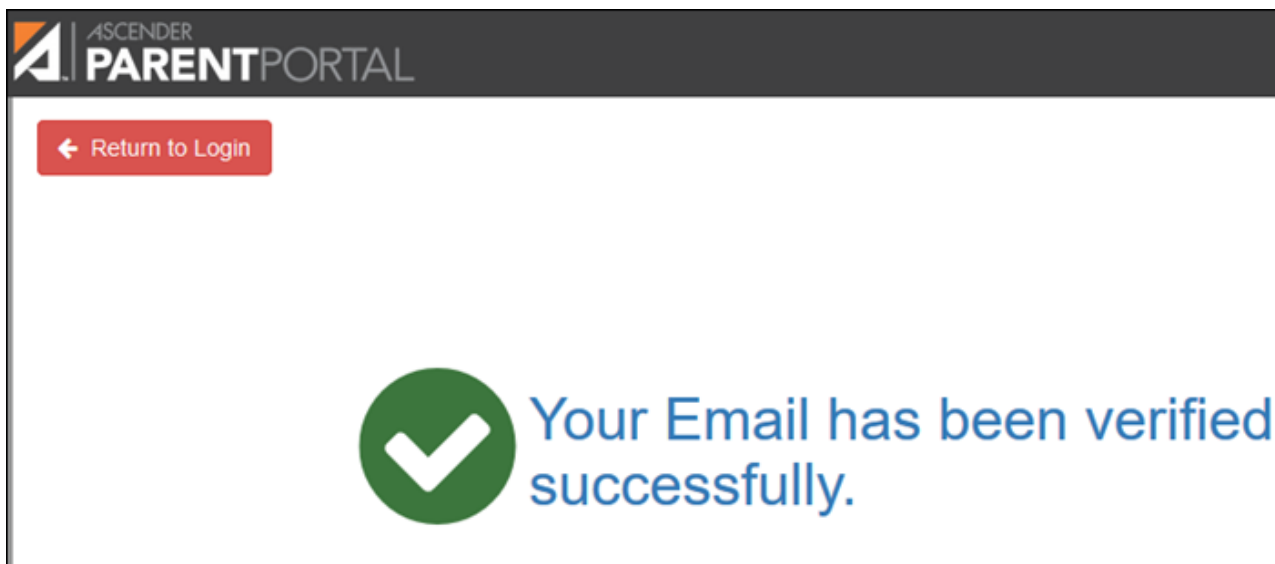 ASCENDER
PARENTPORTAL
Return to Login
Your Email has been verified
successfully.